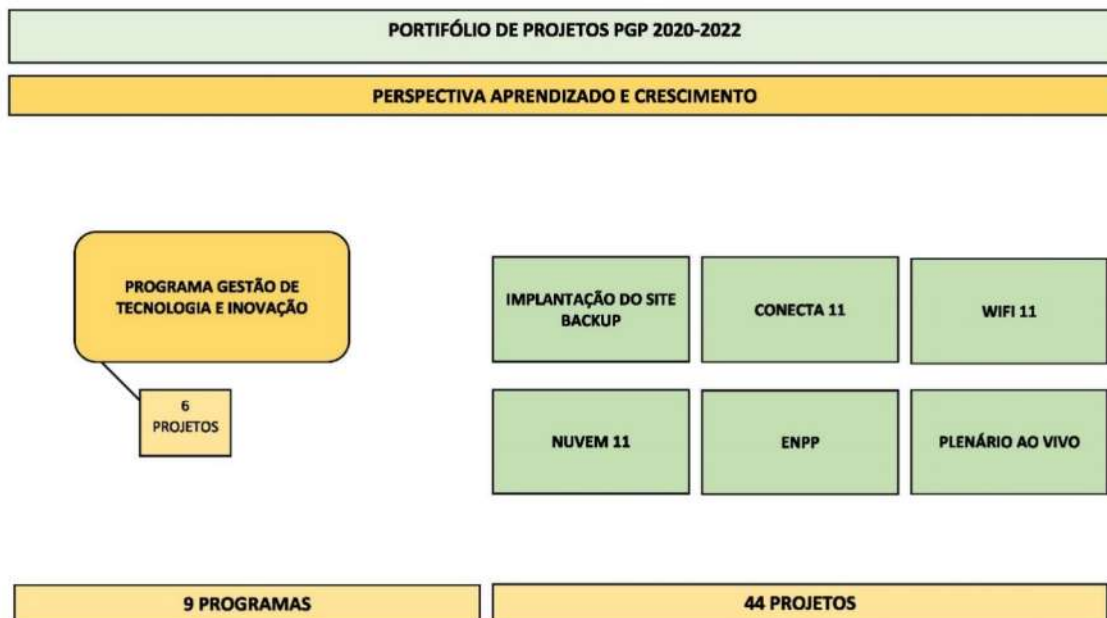 PORTIFÓLIO DE PROJETOS PGP 2020-2022
PERSPECTIVA APRENDIZADO E CRESCIMENTO
PROGRAMA GESTÃO DE
TECNOLOGIA E INOVAÇÃO
6
PROJETOS
IMPLANTAÇÃO DO SITE
BACKUP
CONECTA 11
WIFI 11
NUVEM 11
ENPP
PLENÁRIO AO VIVO
9 PROGRAMAS
44 PROJETOS